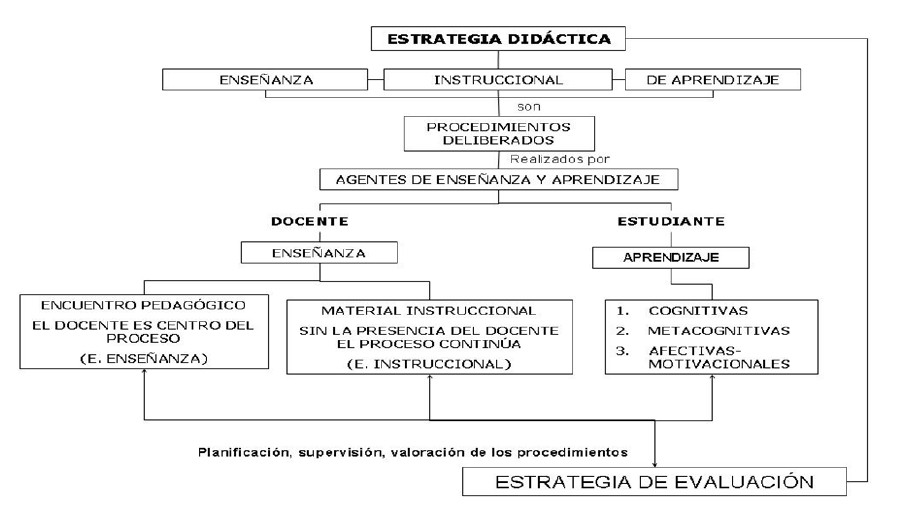 ESTRATEGIA DIDÁCTICA
ENSEÑANZA
INSTRUCCIONAL
DE APRENDIZAJE
son
PROCEDIMIENTOS
DELIBERADOS
Realizados por
AGENTES DE ENSEÑANZA Y APRENDIZAJE
DOCENTE
ESTUDIANTE
ENSEÑANZA
APRENDIZAJE
ENCUENTRO PEDAGÓGICO
EL DOCENTE ES CENTRO DEL
PROCESO
(E. ENSEÑANZA)
MATERIAL INSTRUCCIONAL
SIN LA PRESENCIA DEL DOCENTE
EL PROCESO CONTINÚA
(E. INSTRUCCIONAL)
1. COGNITIVAS
2. METACOGNITIVAS
3. AFECTIVAS-
MOTIVACIONALES
Planificación, supervisión, valoración de los procedimientos
ESTRATEGIA DE EVALUACIÓN